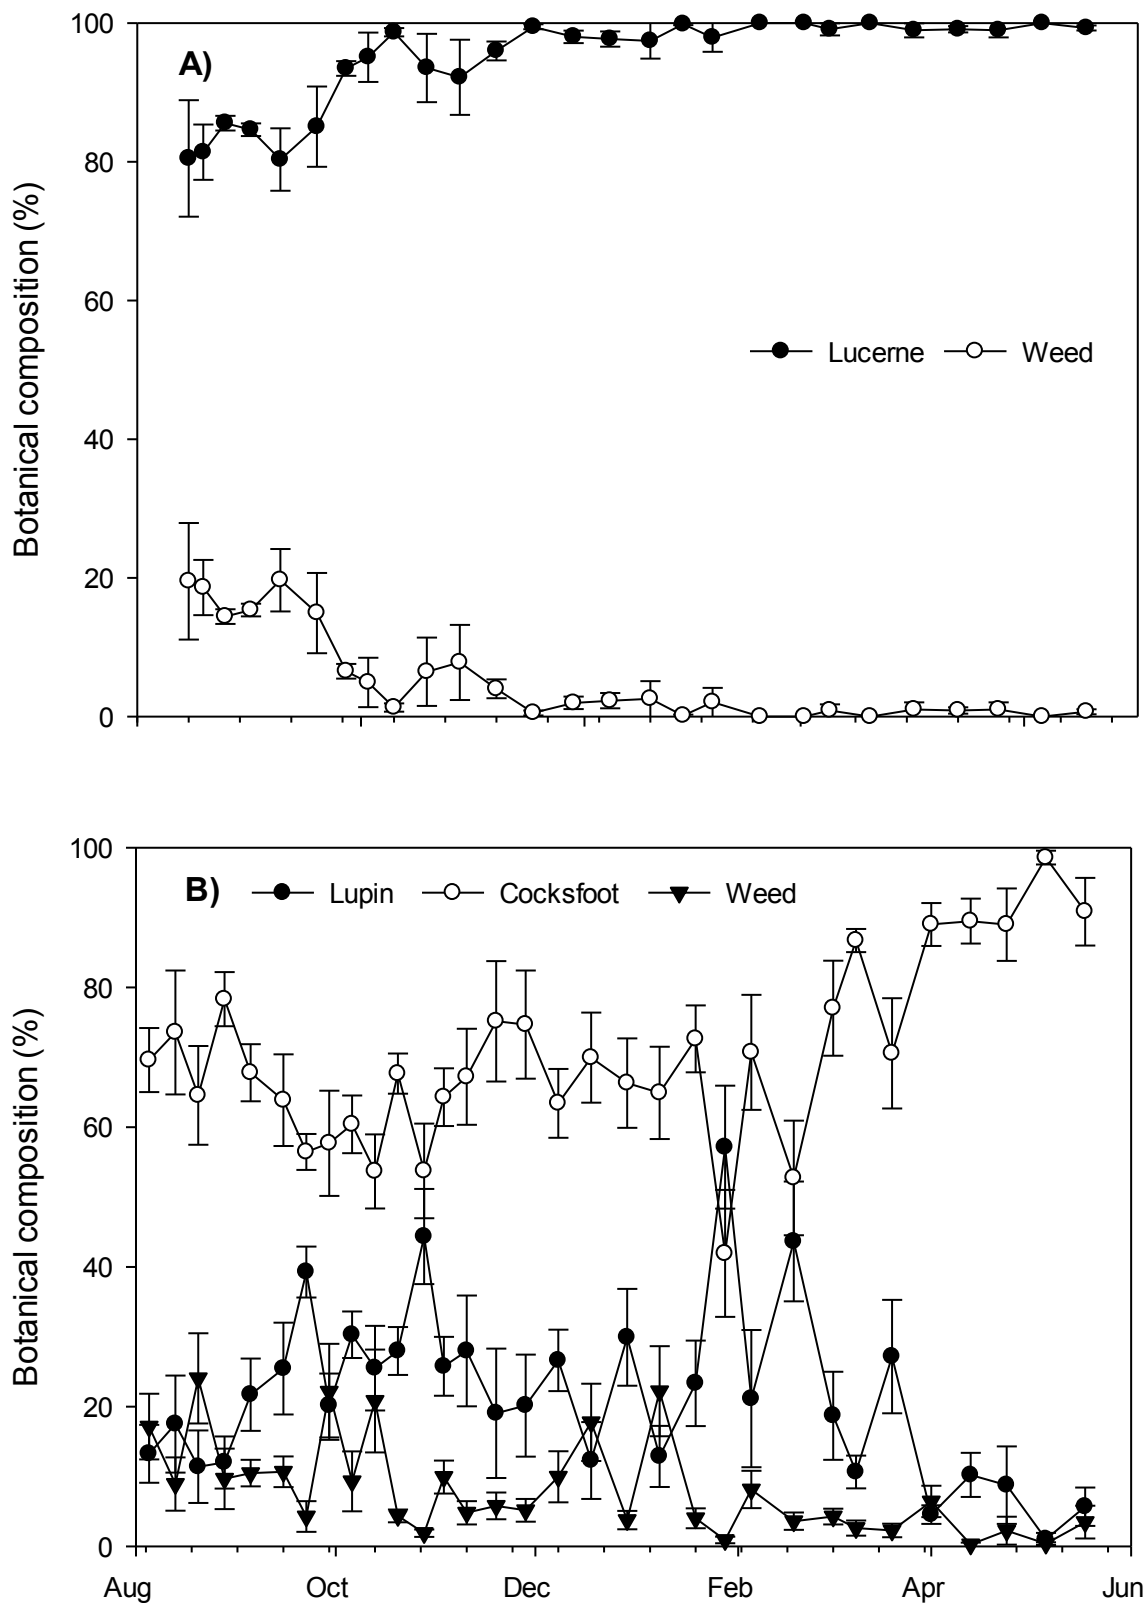 100
A)
80
60
Lucerne Weed
40
20
0
Botanical composition (%)
100
B) Lupin Cocksfoot Weed
80
60
40
20
0
Botanical composition (%)
Aug Oct Dec Feb Apr Jun